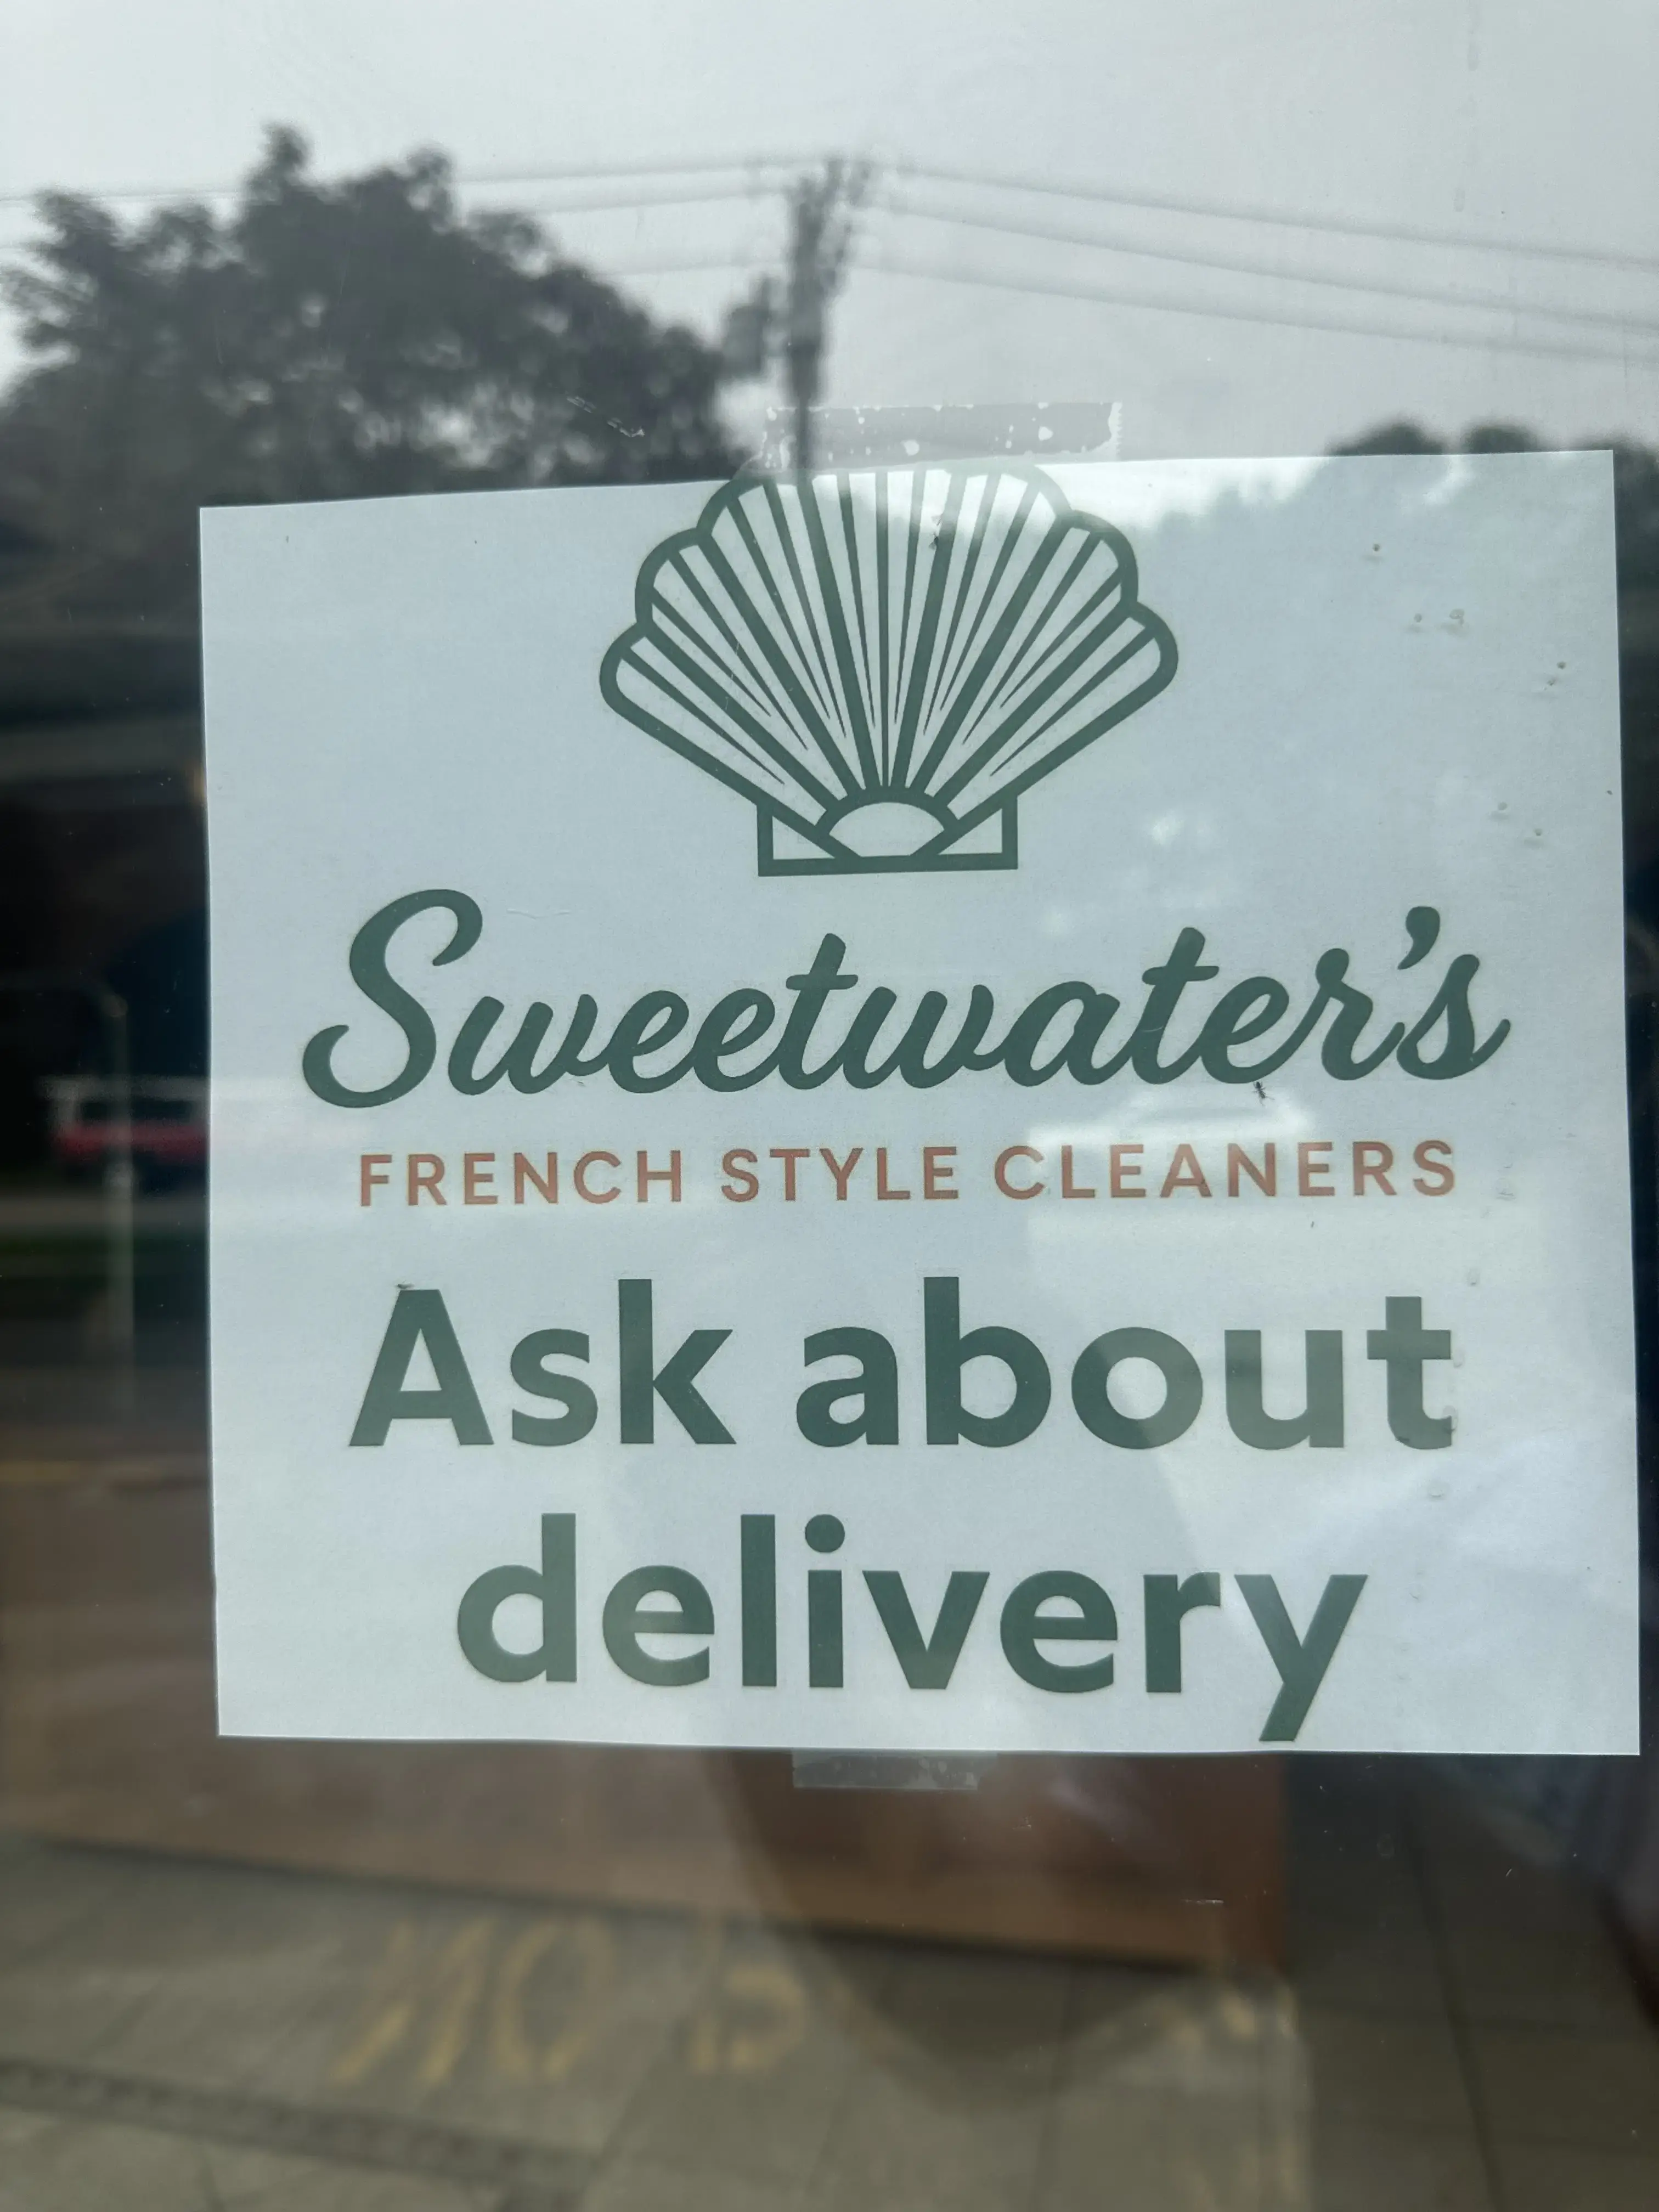 Sweetwater's
FRENCH STYLE CLEANERS
Ask about
delivery